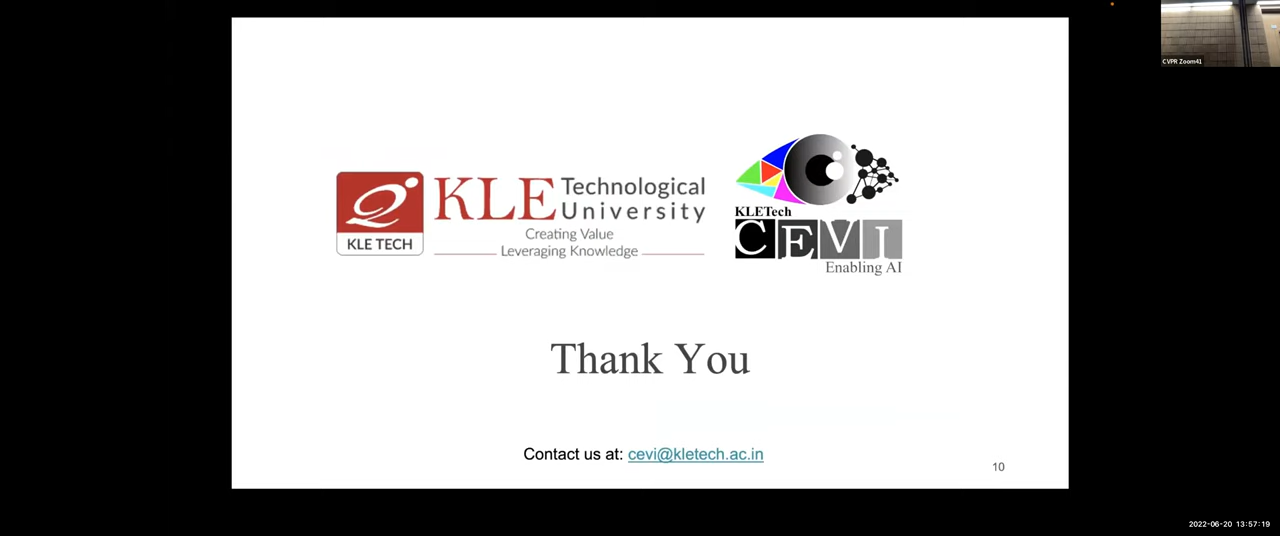 CVPR Zoom41
KLE TECH
KLE Technological
University
Creating Value
Leveraging Knowledge
KLETech
CEVI
Enabling AI
Thank You
Contact us at: cevi@kletech.ac.in
10
2022-06-20 13:57:19